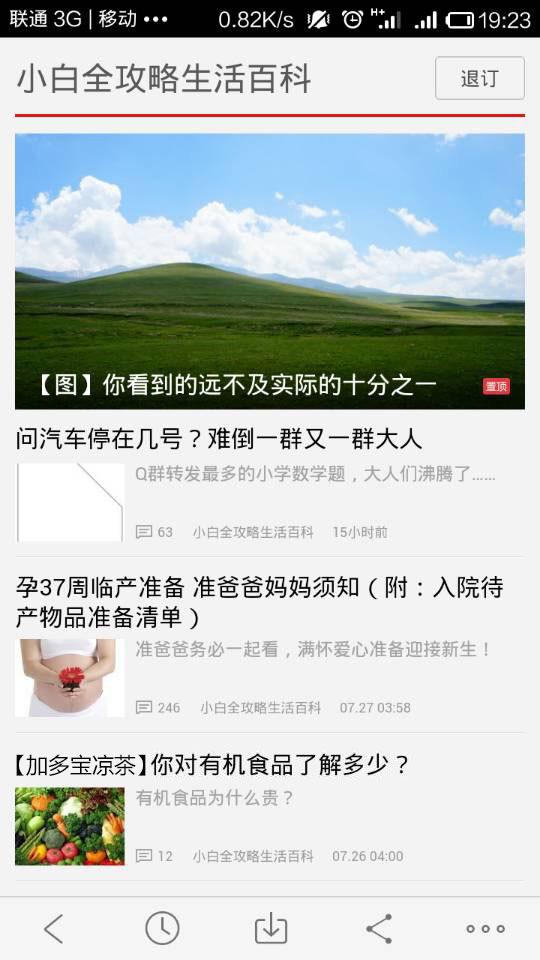 联通 3G | 移动 ••• 0.82K/s H+ 19:23
小白全攻略生活百科 退订
【图】你看到的远不及实际的十分之一 置顶
问汽车停在几号？难倒一群又一群大人
Q群转发最多的小学数学题，大人们沸腾了……
63 小白全攻略生活百科 15小时前
孕37周临产准备 准爸爸妈妈须知（附：入院待
产物品准备清单）
准爸爸务必一起看，满怀爱心准备迎接新生！
246 小白全攻略生活百科 07.27 03:58
【加多宝凉茶】你对有机食品了解多少？
有机食品为什么贵？
12 小白全攻略生活百科 07.26 04:00